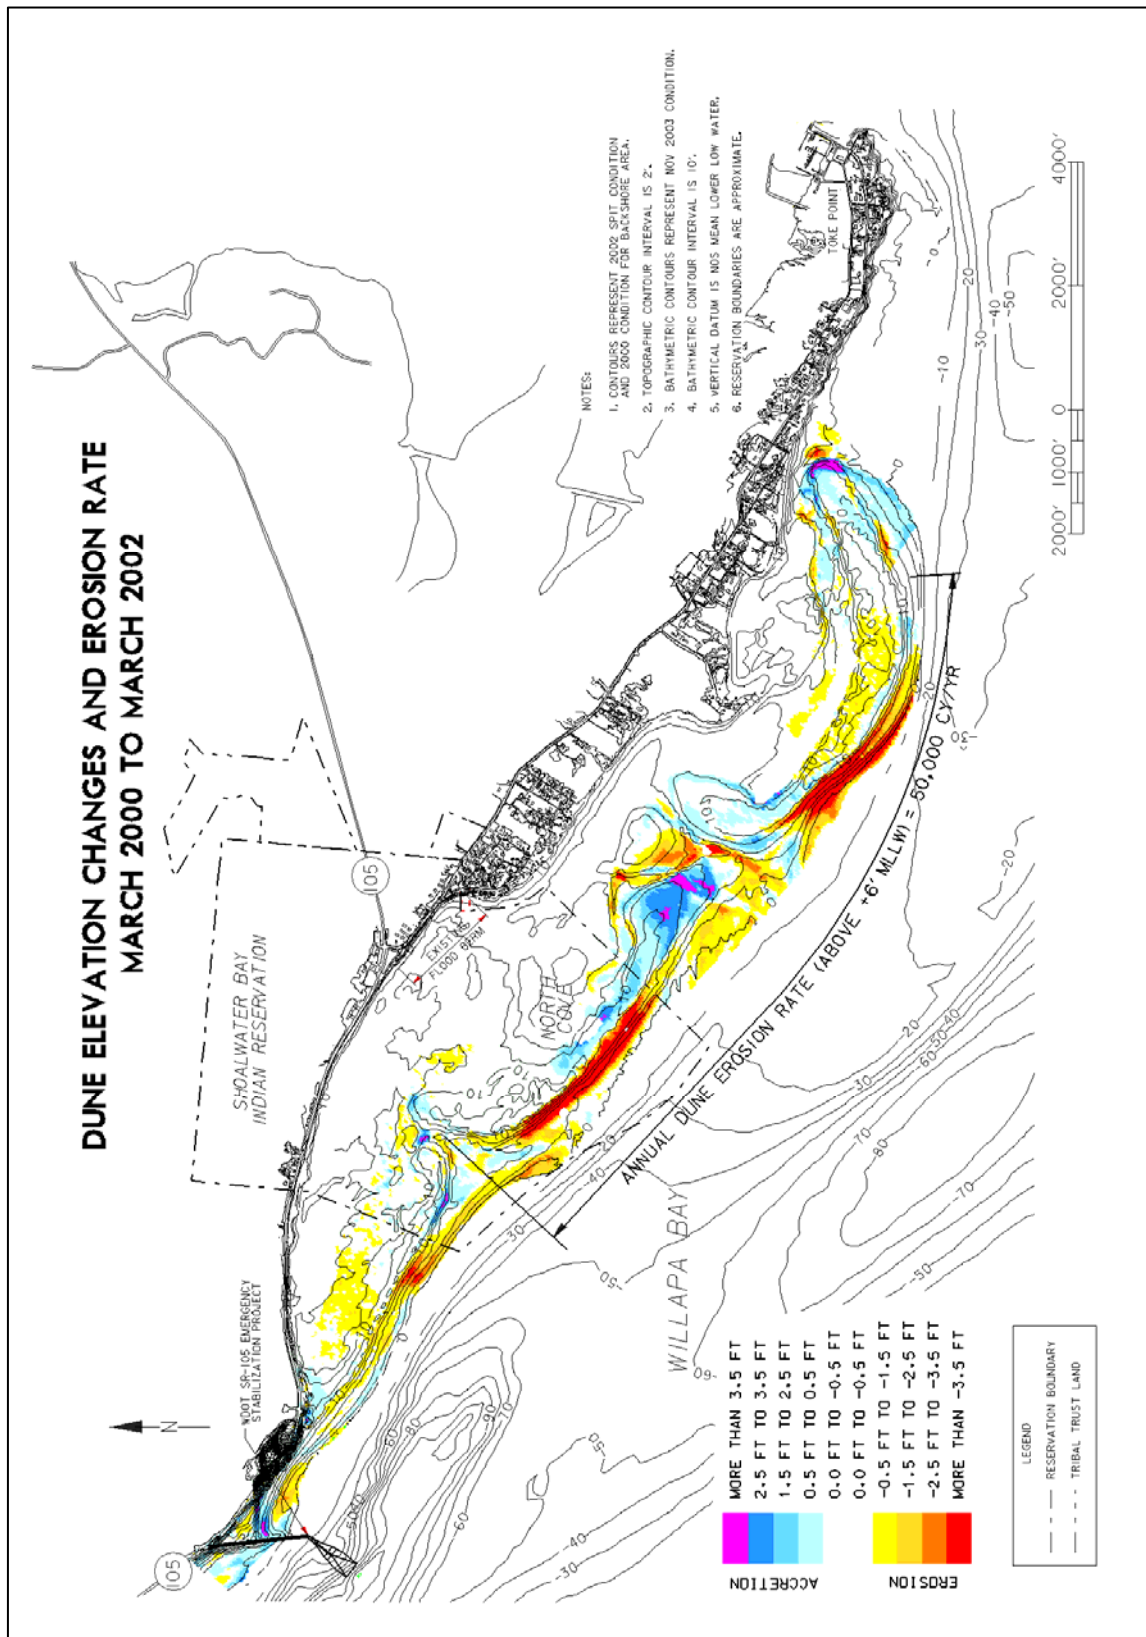 DUNE ELEVATION CHANGES AND EROSION RATE
MARCH 2000 TO MARCH 2002
NOTES:
1. CONTOURS REPRESENT 2002 SPIT CONDITION
AND 2000 CONDITION FOR BACKSHORE AREA.
2. TOPOGRAPHIC CONTOUR INTERVAL IS 2'.
3. BATHYMETRIC CONTOURS REPRESENT NOV 2003 CONDITION.
4. BATHYMETRIC CONTOUR INTERVAL IS 10'.
5. VERTICAL DATUM IS NOS MEAN LOWER LOW WATER.
6. RESERVATION BOUNDARIES ARE APPROXIMATE.
SHOALWATER BAY
INDIAN RESERVATION
105
WDOT SR-105 EMERGENCY
STABILIZATION PROJECT
N
105
EXISTING
FLOOD BERM
NORTH
COVE
TOKE POINT
WILLAPA BAY
ANNUAL DUNE EROSION RATE (ABOVE +6' MLLW) = 50,000 CY/YR
2000' 1000' 0 2000' 4000'
ACCRETION
MORE THAN 3.5 FT
2.5 FT TO 3.5 FT
1.5 FT TO 2.5 FT
0.5 FT TO 0.5 FT
0.0 FT TO -0.5 FT
0.0 FT TO -0.5 FT
EROSION
-0.5 FT TO -1.5 FT
-1.5 FT TO -2.5 FT
-2.5 FT TO -3.5 FT
MORE THAN -3.5 FT
LEGEND
RESERVATION BOUNDARY
TRIBAL TRUST LAND